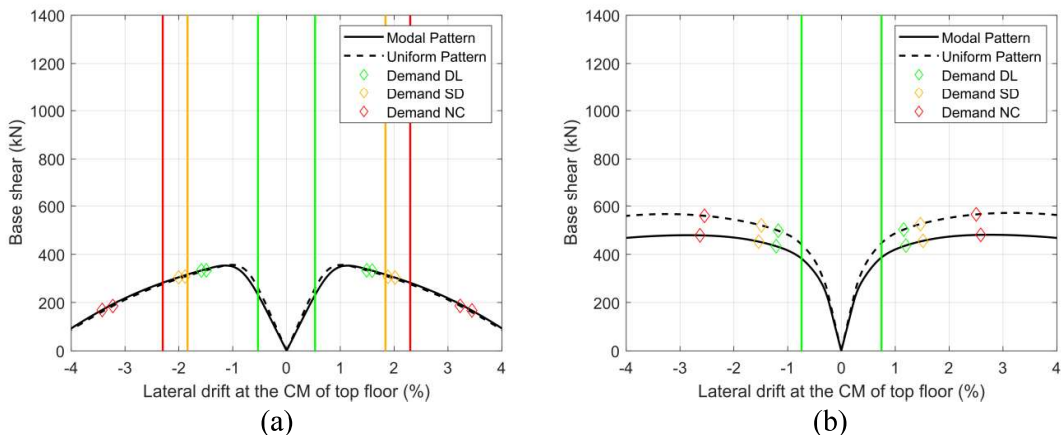 1400
1200
1000
800
600
400
200
0
Base shear (kN)
-4 -3 -2 -1 0 1 2 3 4
Lateral drift at the CM of top floor (%)
Modal Pattern
Uniform Pattern
Demand DL
Demand SD
Demand NC
(a)
1400
1200
1000
800
600
400
200
0
Base shear (kN)
-4 -3 -2 -1 0 1 2 3 4
Lateral drift at the CM of top floor (%)
Modal Pattern
Uniform Pattern
Demand DL
Demand SD
Demand NC
(b)